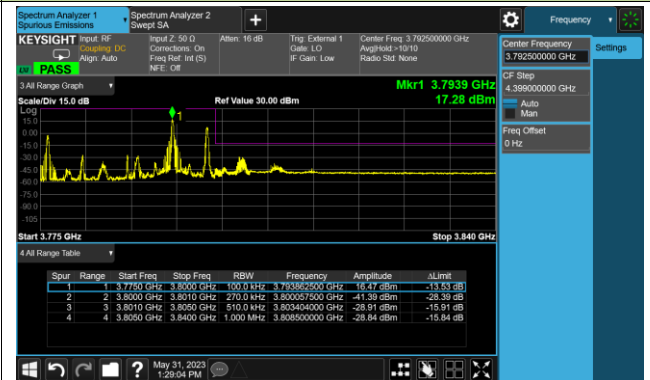 Spectrum Analyzer 1
Spurious Emissions
Spectrum Analyzer 2
Swept SA
+
Frequency
KEYSIGHT
Input: RF
Coupling: DC
Align: Auto
Input Z: 50 Ω
Corrections: On
Freq Ref: Int (S)
NFE: Off
Atten: 16 dB
Trig: External 1
Gate: LO
IF Gain: Low
Center Freq: 3.792500000 GHz
Avg|Hold:>10/10
Radio Std: None
PASS
Center Frequency
3.792500000 GHz
Settings
CF Step
4.399000000 GHz
Auto
Man
Freq Offset
0 Hz
3 All Range Graph
Mkr1 3.7939 GHz
17.28 dBm
Scale/Div 15.0 dB
Ref Value 30.00 dBm
Log
15.0
0.00
-15.0
-30.0
-45.0
-60.0
-75.0
-90.0
-105
1
Start 3.775 GHz
Stop 3.840 GHz
4 All Range Table
Spur Range Start Freq Stop Freq RBW Frequency Amplitude ΔLimit
1 1 3.7750 GHz 3.8000 GHz 100.0 kHz 3.793862500 GHz 16.47 dBm -13.53 dB
2 2 3.8000 GHz 3.8010 GHz 270.0 kHz 3.800057500 GHz -41.39 dBm -28.39 dB
3 3 3.8010 GHz 3.8050 GHz 510.0 kHz 3.803404000 GHz -28.91 dBm -15.91 dB
4 4 3.8050 GHz 3.8400 GHz 1.000 MHz 3.808500000 GHz -28.84 dBm -15.84 dB
?
May 31, 2023
1:29:04 PM